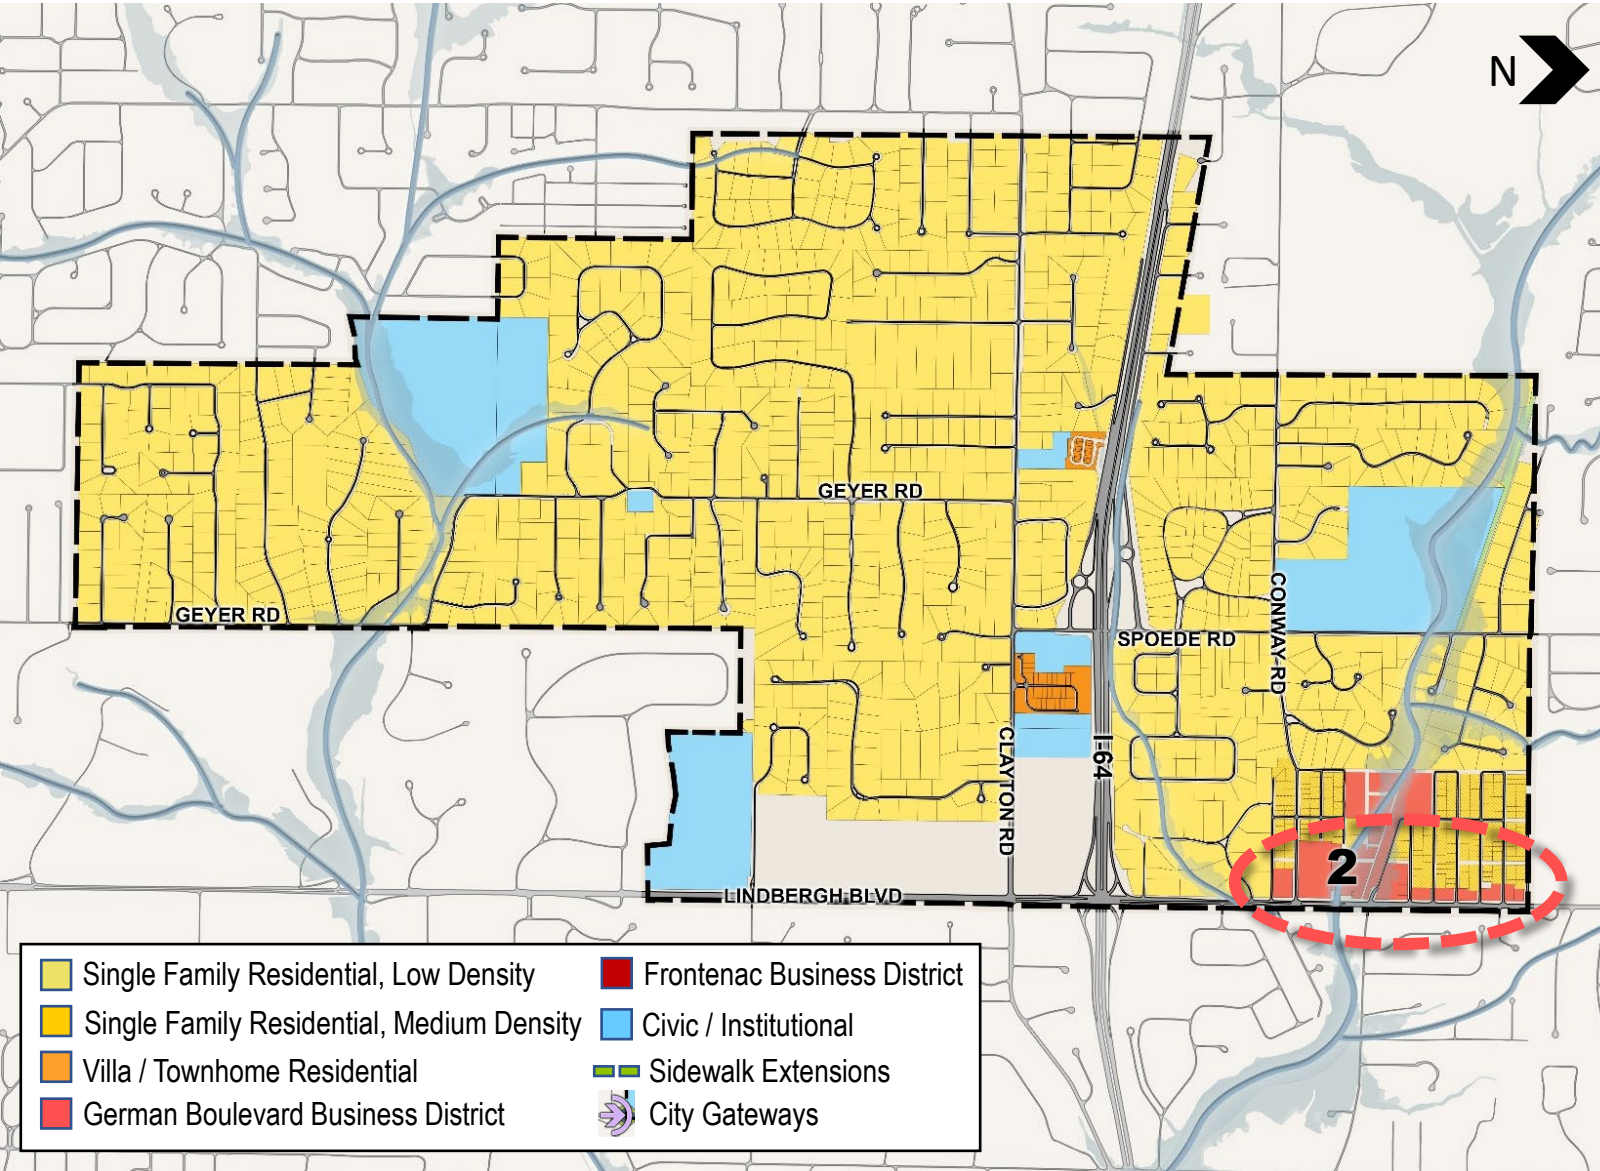 N
GEYER RD
CONWAY RD
GEYER RD
SPOEDE RD
CLAYTON RD
I-64
2
LINDBERGH BLVD
Single Family Residential, Low Density
Single Family Residential, Medium Density
Villa / Townhome Residential
German Boulevard Business District
Frontenac Business District
Civic / Institutional
Sidewalk Extensions
City Gateways